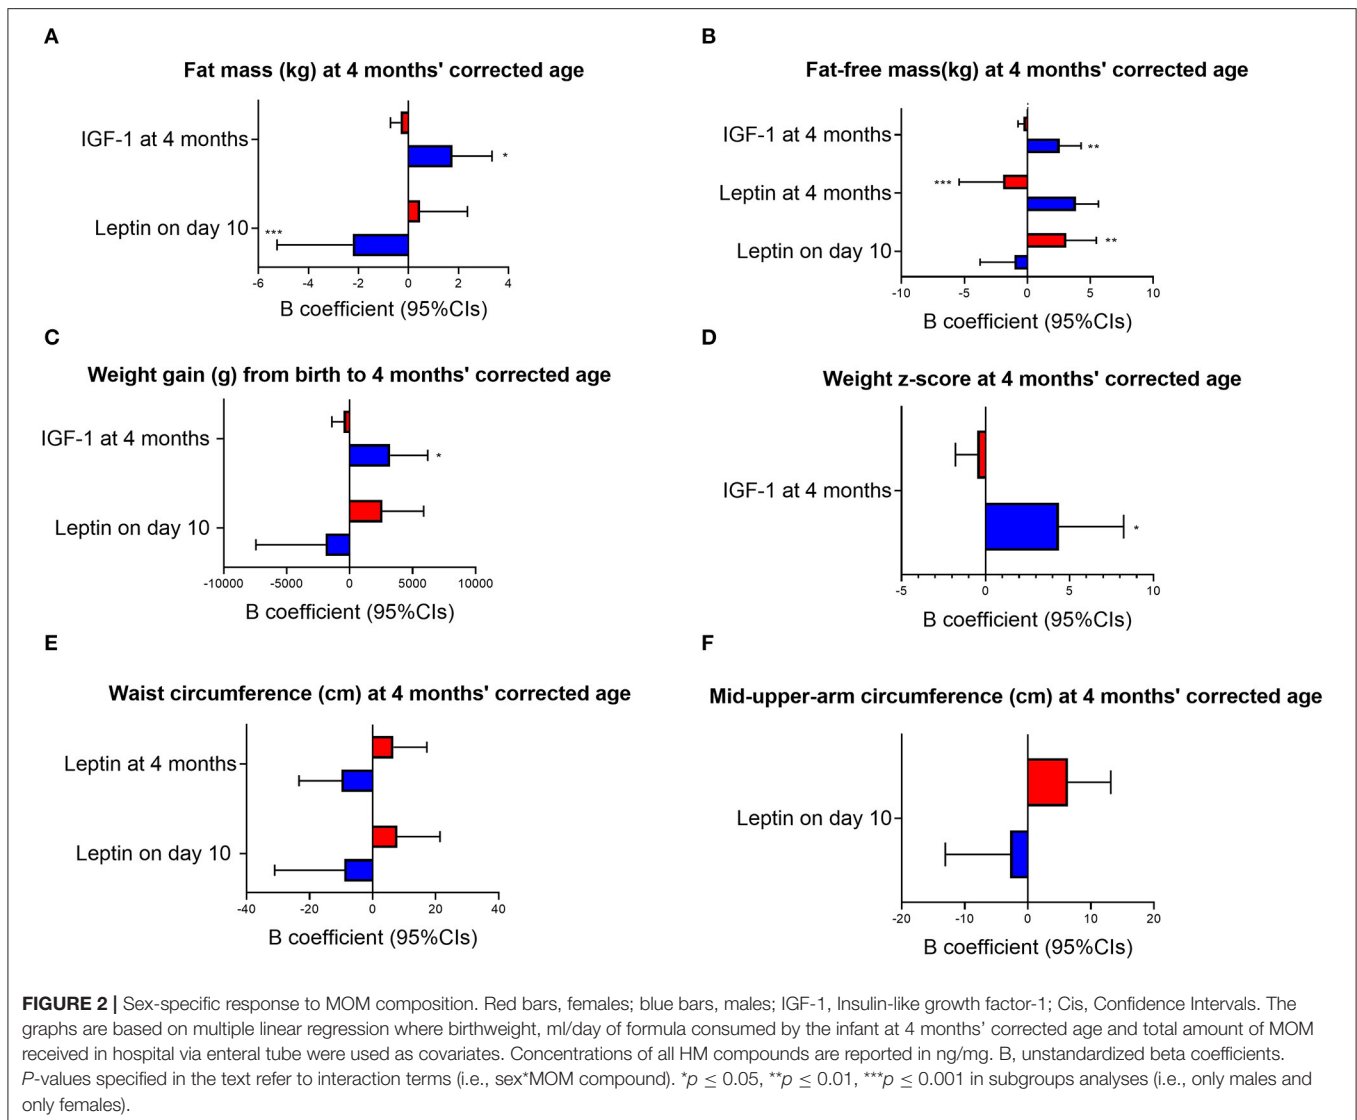 A
Fat mass (kg) at 4 months' corrected age
IGF-1 at 4 months
*
Leptin on day 10
***
-6 -4 -2 0 2 4
B coefficient (95%CIs)
B
Fat-free mass(kg) at 4 months' corrected age
IGF-1 at 4 months
**
Leptin at 4 months
***
Leptin on day 10
**
-10 -5 0 5 10
B coefficient (95%CIs)
C
Weight gain (g) from birth to 4 months' corrected age
IGF-1 at 4 months
*
Leptin on day 10
-10000 -5000 0 5000 10000
B coefficient (95%CIs)
D
Weight z-score at 4 months' corrected age
IGF-1 at 4 months
*
-5 0 5 10
B coefficient (95%CIs)
E
Waist circumference (cm) at 4 months' corrected age
Leptin at 4 months
Leptin on day 10
-40 -20 0 20 40
B coefficient (95%CIs)
F
Mid-upper-arm circumference (cm) at 4 months' corrected age
Leptin on day 10
-20 -10 0 10 20
B coefficient (95%CIs)
FIGURE 2 | Sex-specific response to MOM composition. Red bars, females; blue bars, males; IGF-1, Insulin-like growth factor-1; Cis, Confidence Intervals. The
graphs are based on multiple linear regression where birthweight, ml/day of formula consumed by the infant at 4 months' corrected age and total amount of MOM
received in hospital via enteral tube were used as covariates. Concentrations of all HM compounds are reported in ng/mg. B, unstandardized beta coefficients.
P-values specified in the text refer to interaction terms (i.e., sex*MOM compound). *p ≤ 0.05, **p ≤ 0.01, ***p ≤ 0.001 in subgroups analyses (i.e., only males and
only females).